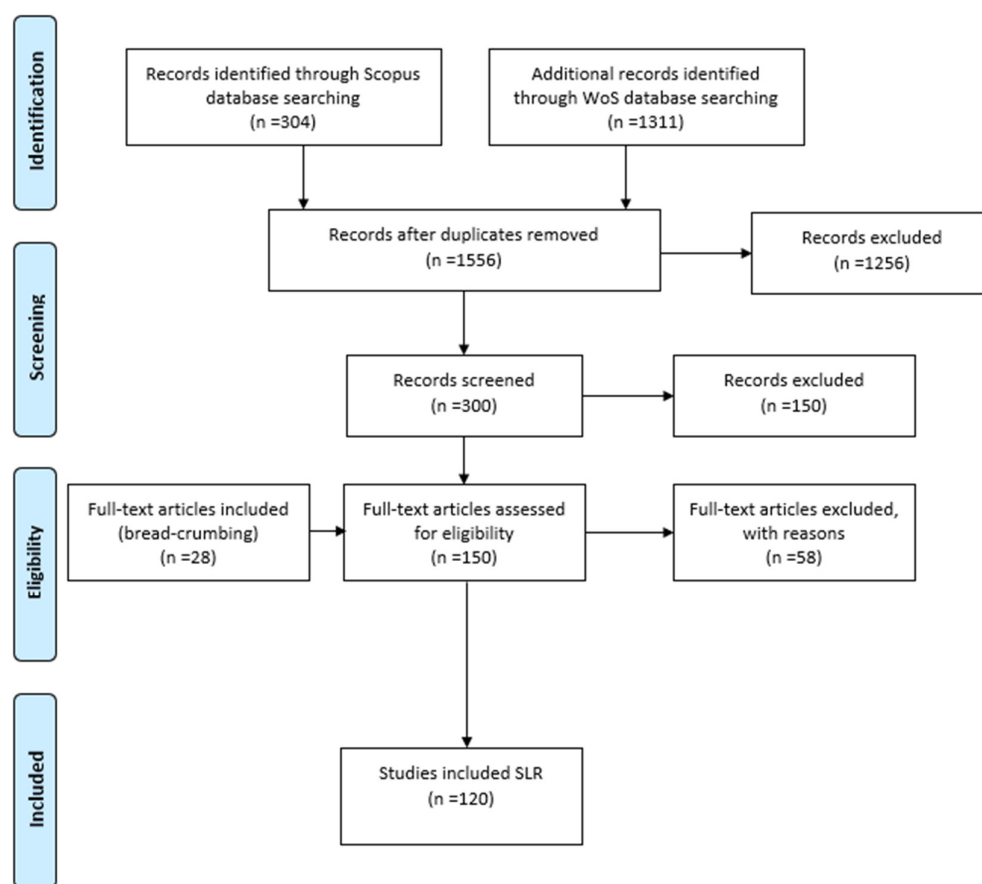 Identification
Records identified through Scopus
database searching
(n =304)
Additional records identified
through WoS database searching
(n =1311)
Records after duplicates removed
(n =1556)
Records excluded
(n =1256)
Screening
Records screened
(n =300)
Records excluded
(n =150)
Eligibility
Full-text articles included
(bread-crumbing)
(n =28)
Full-text articles assessed
for eligibility
(n =150)
Full-text articles excluded,
with reasons
(n =58)
Included
Studies included SLR
(n =120)